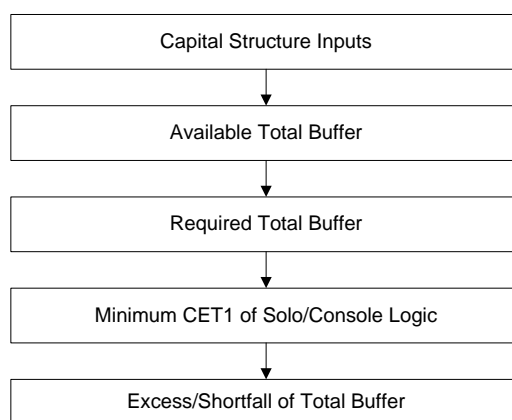 Capital Structure Inputs
Available Total Buffer
Required Total Buffer
Minimum CET1 of Solo/Console Logic
Excess/Shortfall of Total Buffer